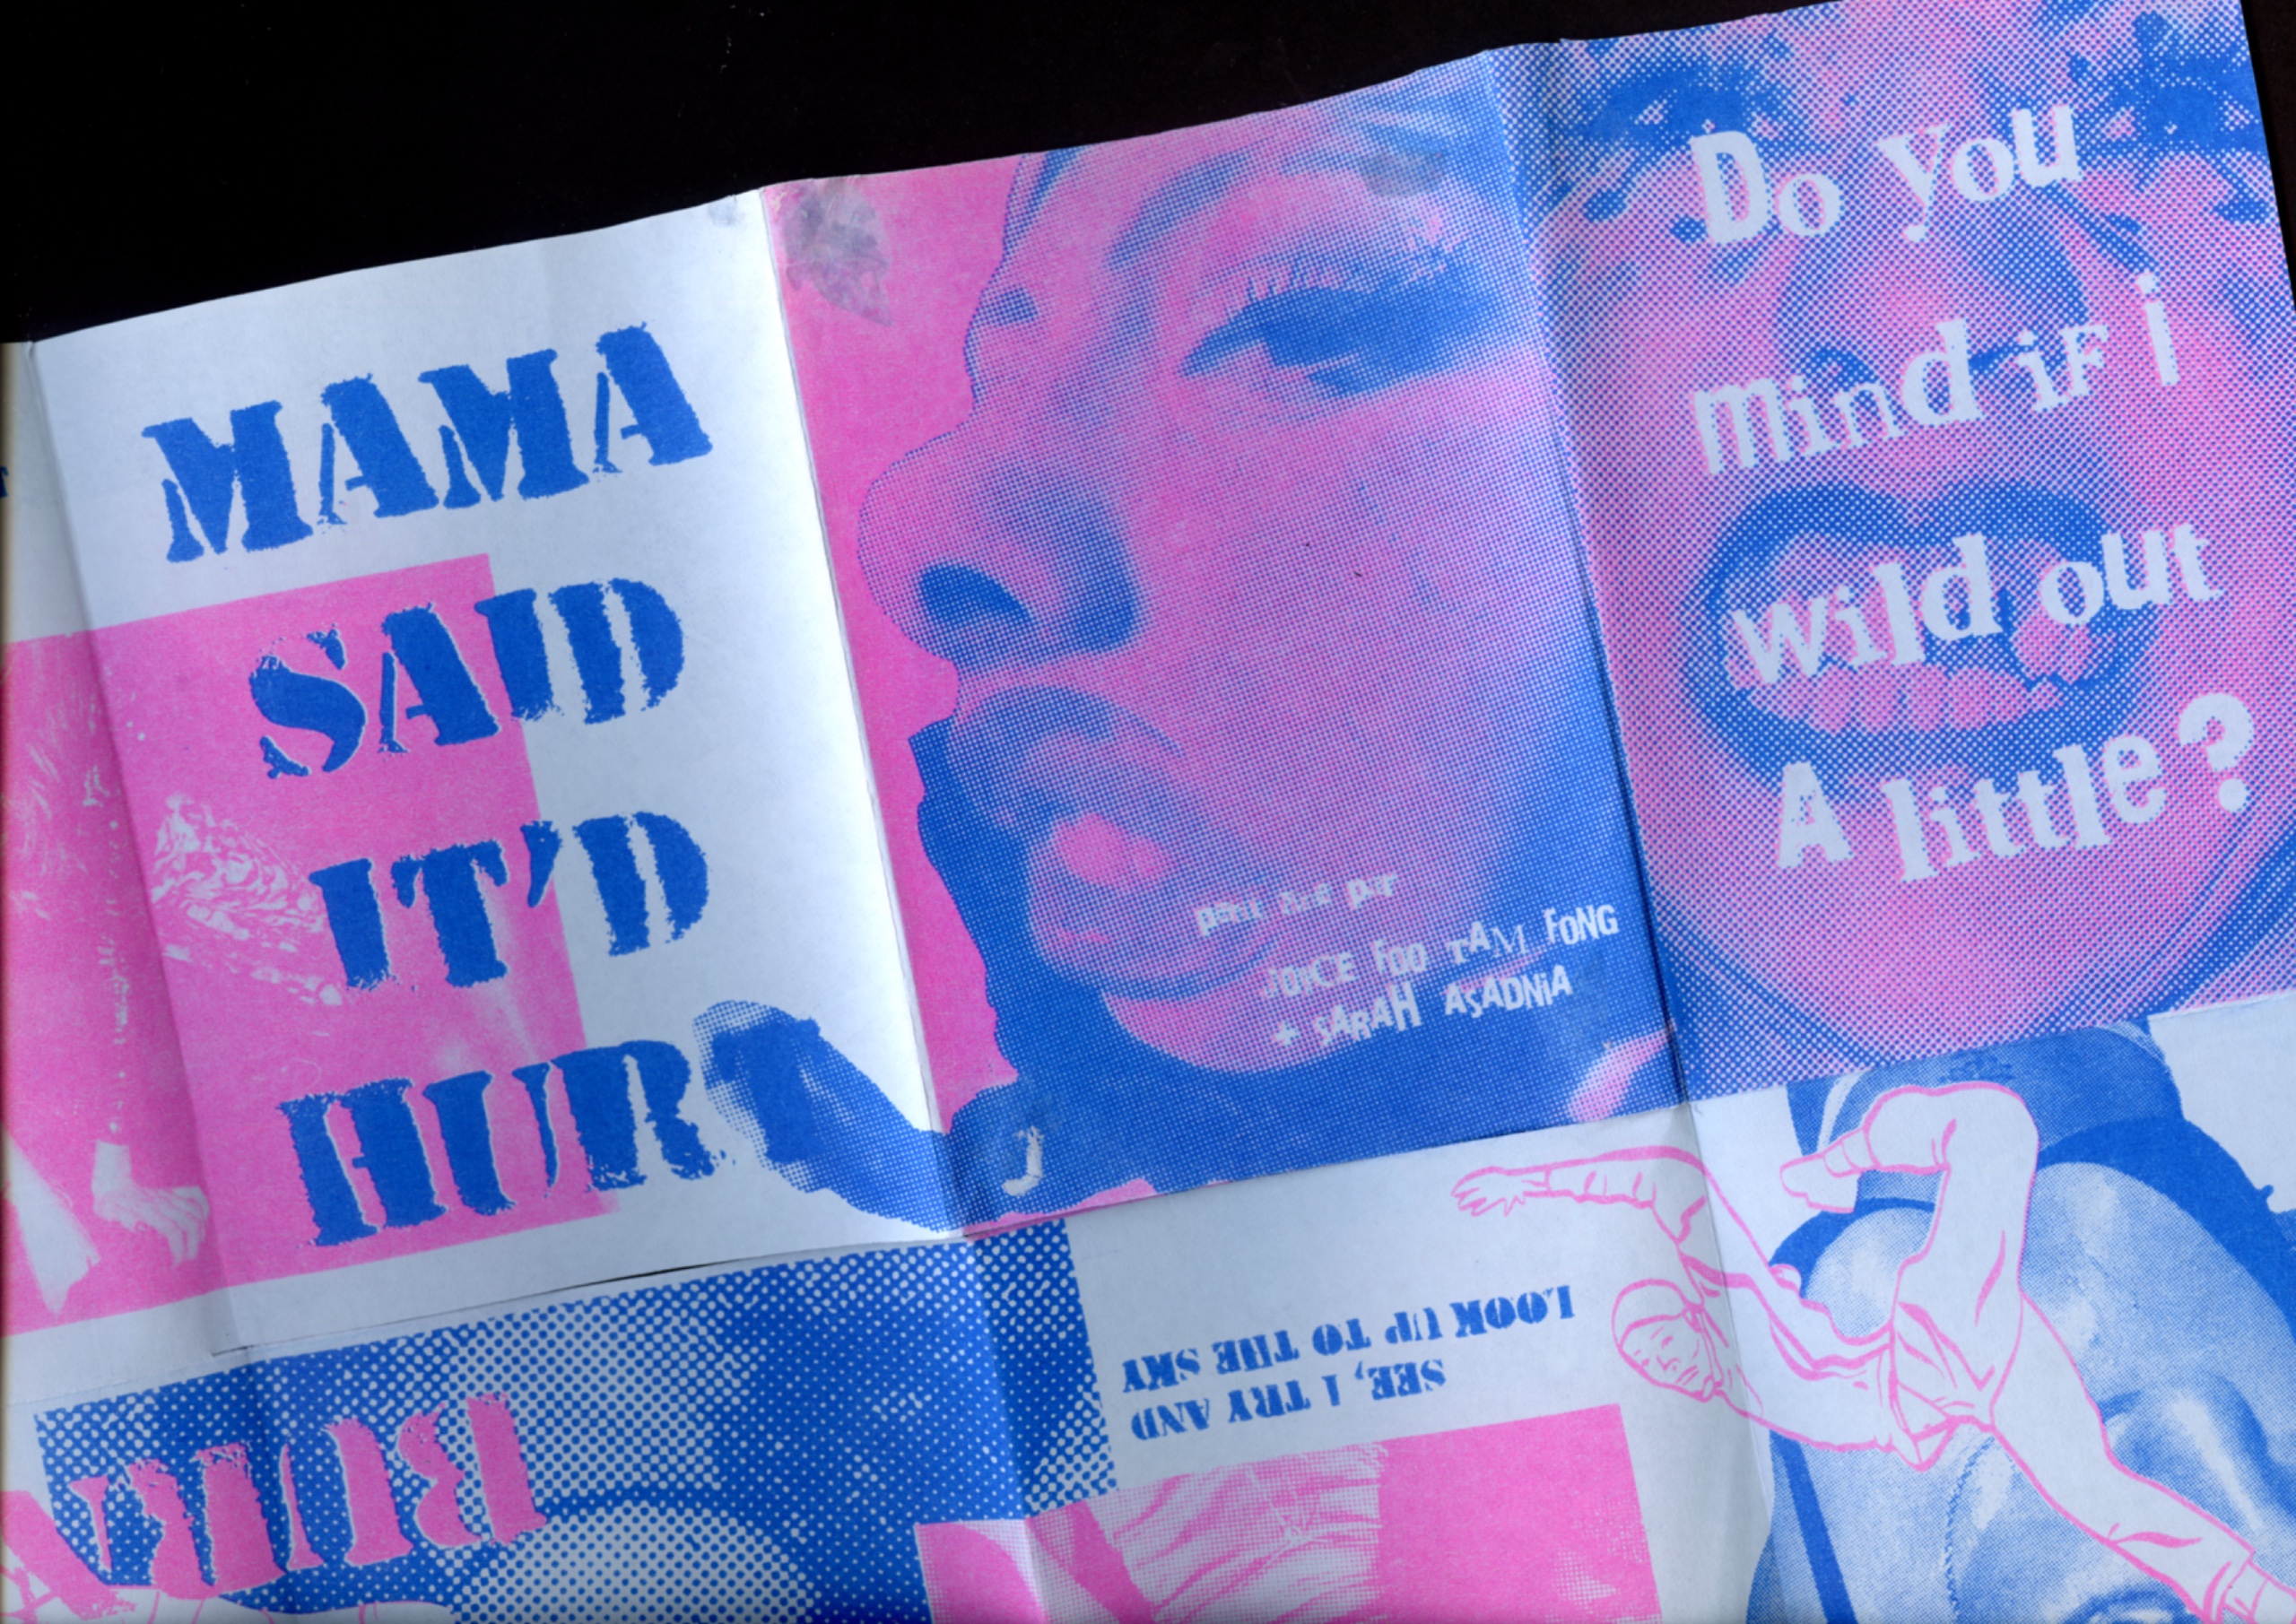 MAMA
SAID
IT'D
HUR
Do you
Mind iF i
wild out
A little?
JOICE FOO TAM FONG
+ SARAH ASADNiA
SEE, I TRY AND
LOOK UP TO THE SKY